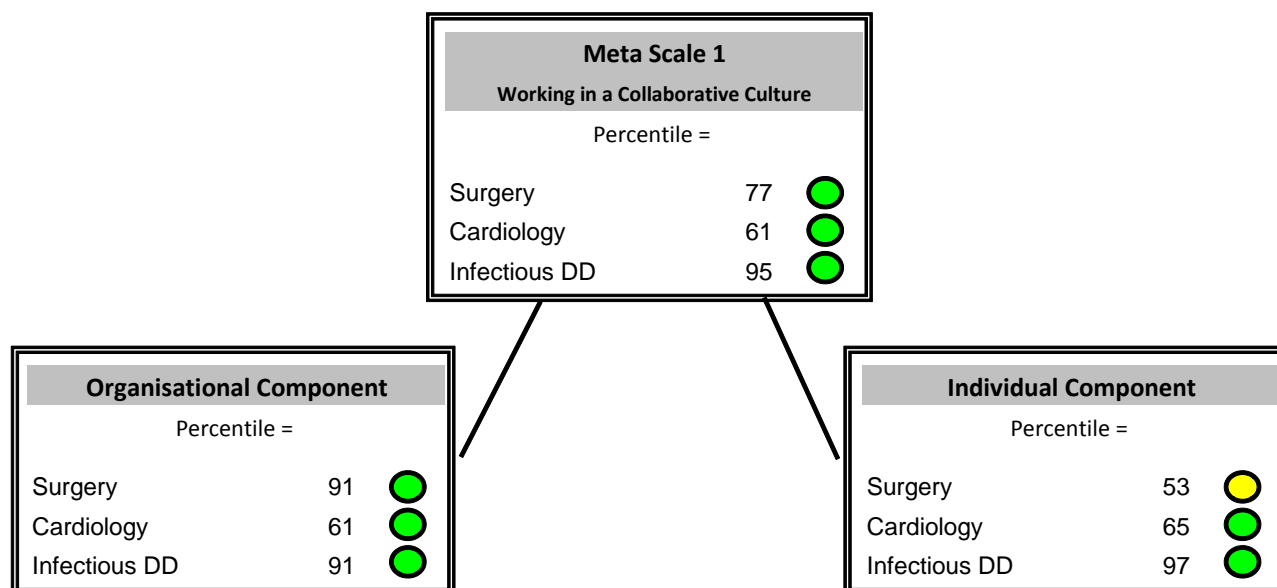 Meta Scale 1
Working in a Collaborative Culture
Percentile =
Surgery 77
Cardiology 61
Infectious DD 95
Organisational Component
Percentile =
Surgery 91
Cardiology 61
Infectious DD 91
Individual Component
Percentile =
Surgery 53
Cardiology 65
Infectious DD 97